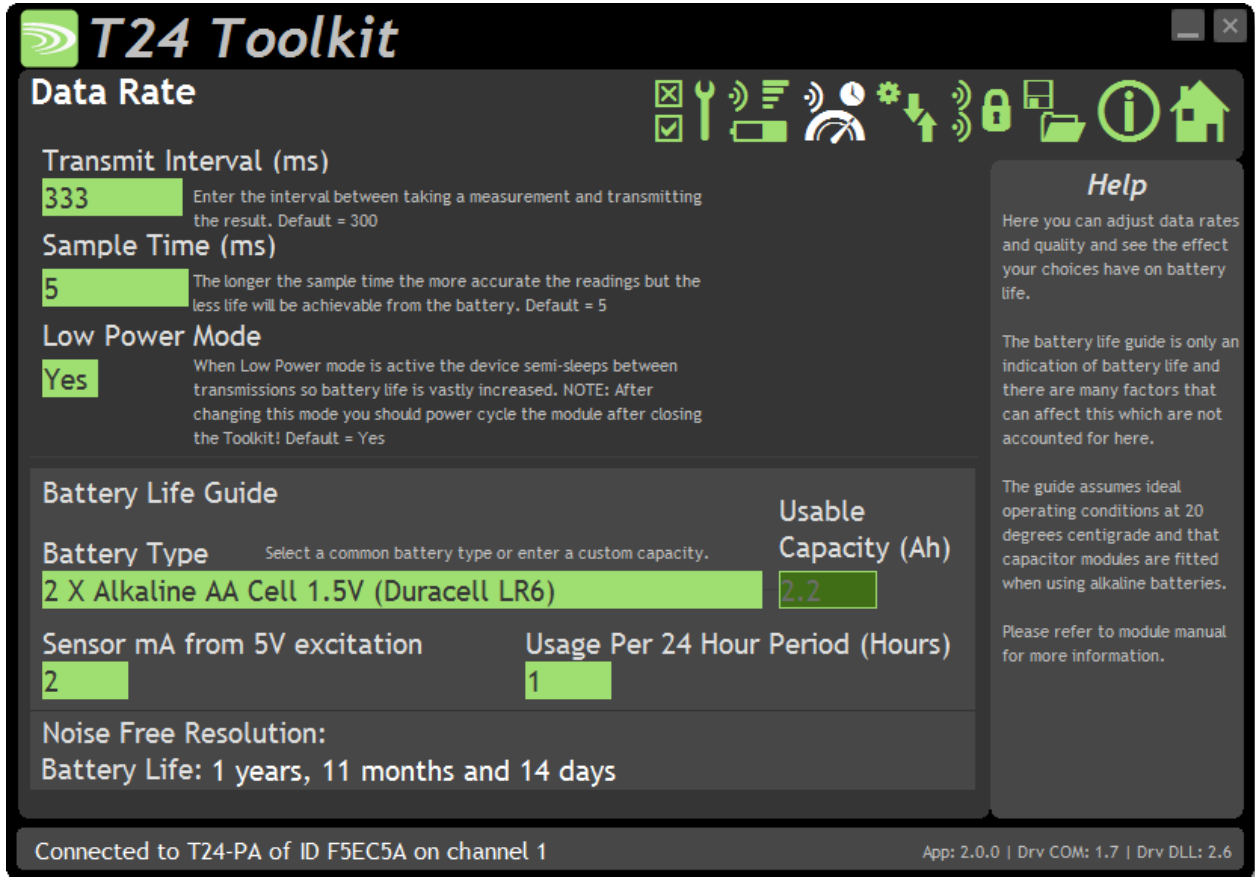 T24 Toolkit
Data Rate
Transmit Interval (ms)
333
Enter the interval between taking a measurement and transmitting
the result. Default = 300
Sample Time (ms)
5
The longer the sample time the more accurate the readings but the
less life will be achievable from the battery. Default = 5
Low Power Mode
Yes
When Low Power mode is active the device semi-sleeps between
transmissions so battery life is vastly increased. NOTE: After
changing this mode you should power cycle the module after closing
the Toolkit! Default = Yes
Battery Life Guide
Battery Type
Select a common battery type or enter a custom capacity.
Usable
Capacity (Ah)
2 X Alkaline AA Cell 1.5V (Duracell LR6)
2.2
Sensor mA from 5V excitation
2
Usage Per 24 Hour Period (Hours)
1
Noise Free Resolution:
Battery Life: 1 years, 11 months and 14 days
Help
Here you can adjust data rates
and quality and see the effect
your choices have on battery
life.
The battery life guide is only an
indication of battery life and
there are many factors that
can affect this which are not
accounted for here.
The guide assumes ideal
operating conditions at 20
degrees centigrade and that
capacitor modules are fitted
when using alkaline batteries.
Please refer to module manual
for more information.
Connected to T24-PA of ID F5EC5A on channel 1
App: 2.0.0 | Drv COM: 1.7 | Drv DLL: 2.6